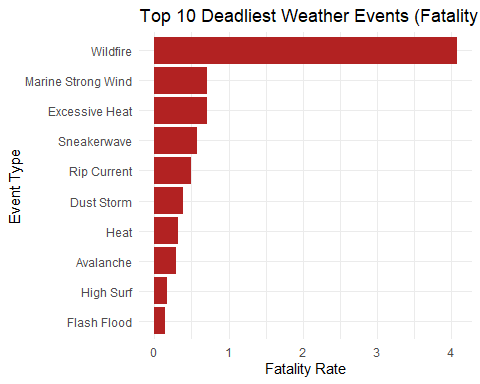 Top 10 Deadliest Weather Events (Fatality
Wildfire
Marine Strong Wind
Excessive Heat
Sneakerwave
Rip Current
Dust Storm
Heat
Avalanche
High Surf
Flash Flood
Event Type
0 1 2 3 4
Fatality Rate